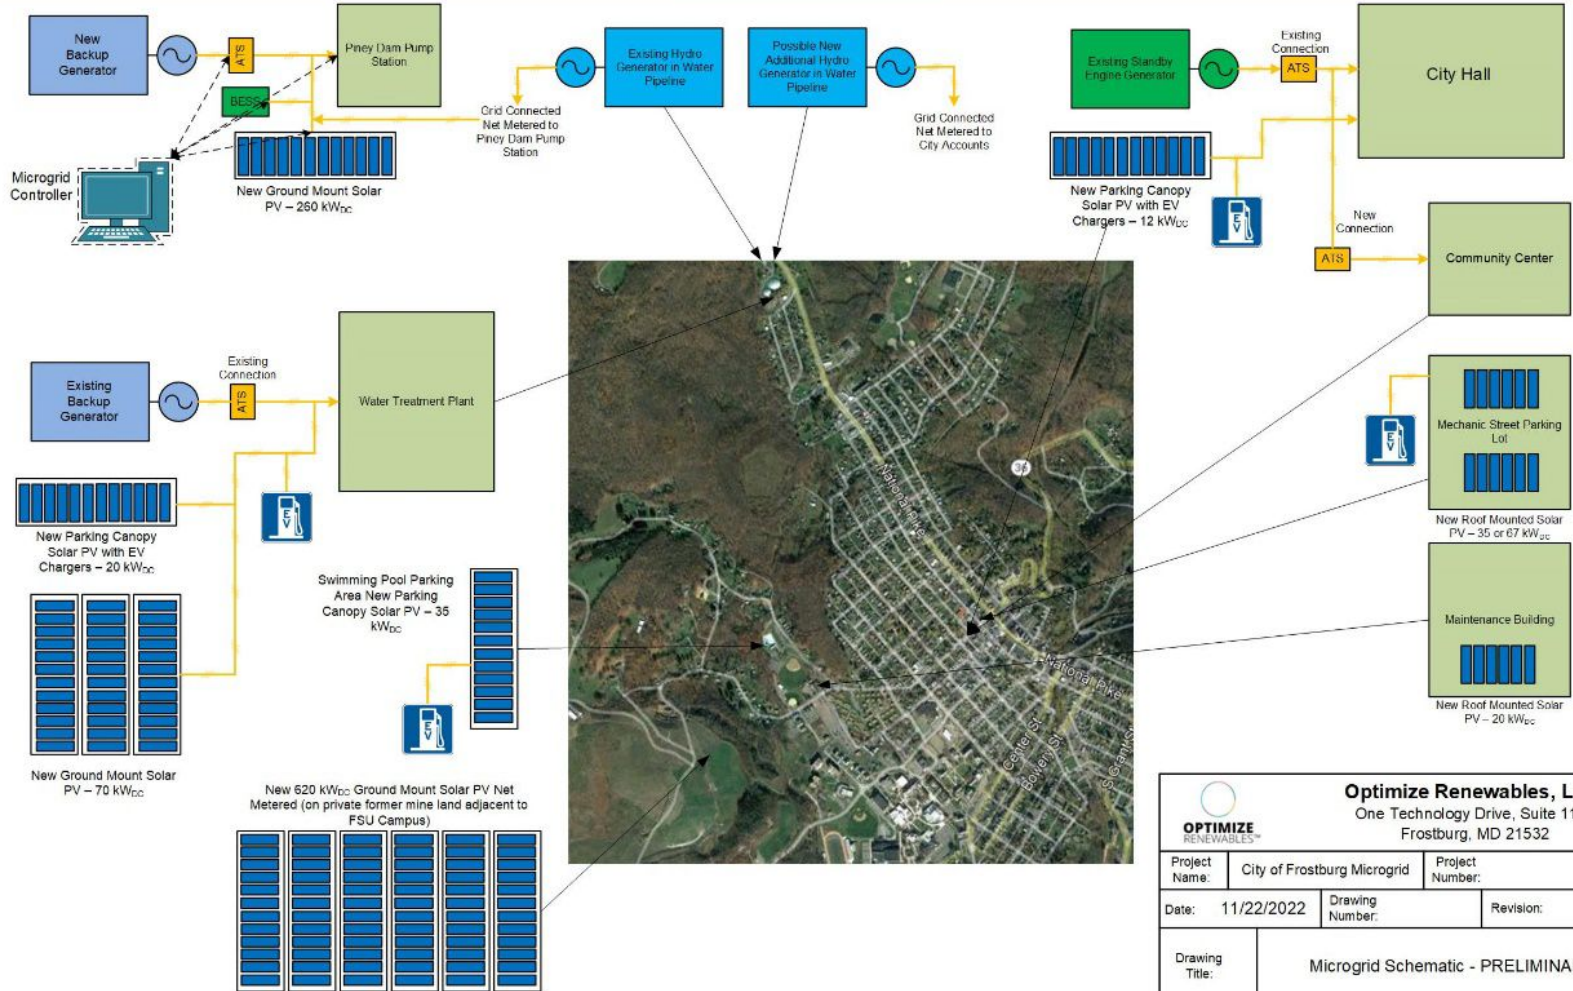 New
Backup
Generator
ATS
Piney Dam Pump
Station
BESS
Microgrid
Controller
New Ground Mount Solar
PV – 260 kWDC
Grid Connected
Net Metered to
Piney Dam Pump
Station
Existing Hydro
Generator in Water
Pipeline
Possible New
Additional Hydro
Generator in Water
Pipeline
Grid Connected
Net Metered to
City Accounts
Existing Standby
Engine Generator
Existing
Connection
ATS
City Hall
New Parking Canopy
Solar PV with EV
Chargers – 12 kWDC
EV
New
Connection
ATS
Community Center
Existing
Backup
Generator
Existing
Connection
ATS
Water Treatment Plant
New Parking Canopy
Solar PV with EV
Chargers – 20 kWDC
EV
New Ground Mount Solar
PV – 70 kWDC
Swimming Pool Parking
Area New Parking
Canopy Solar PV – 35
kWDC
EV
New 620 kWDC Ground Mount Solar PV Net
Metered (on private former mine land adjacent to
FSU Campus)
36
National Pike
National Pike
Center St
Bowery St
S Grant St
EV
Mechanic Street Parking
Lot
New Roof Mounted Solar
PV – 35 or 67 kWDC
Maintenance Building
New Roof Mounted Solar
PV – 20 kWDC
OPTIMIZE
RENEWABLES™
Optimize Renewables, L
One Technology Drive, Suite 11
Frostburg, MD 21532
Project
Name:
City of Frostburg Microgrid
Project
Number:
Date:
11/22/2022
Drawing
Number:
Revision:
Drawing
Title:
Microgrid Schematic - PRELIMINA